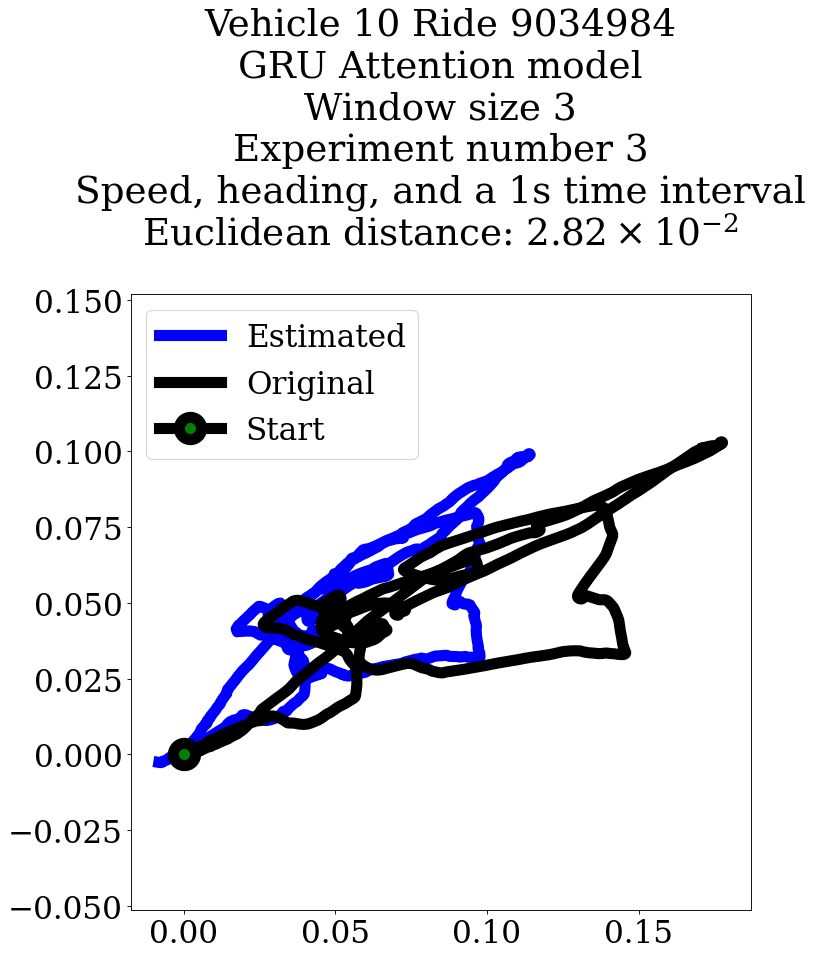 Vehicle 10 Ride 9034984
GRU Attention model
Window size 3
Experiment number 3
Speed, heading, and a 1s time interval
Euclidean distance: 2.82 × 10⁻²
0.150
0.125
0.100
0.075
0.050
0.025
0.000
−0.025
−0.050
Estimated
Original
Start
0.00 0.05 0.10 0.15